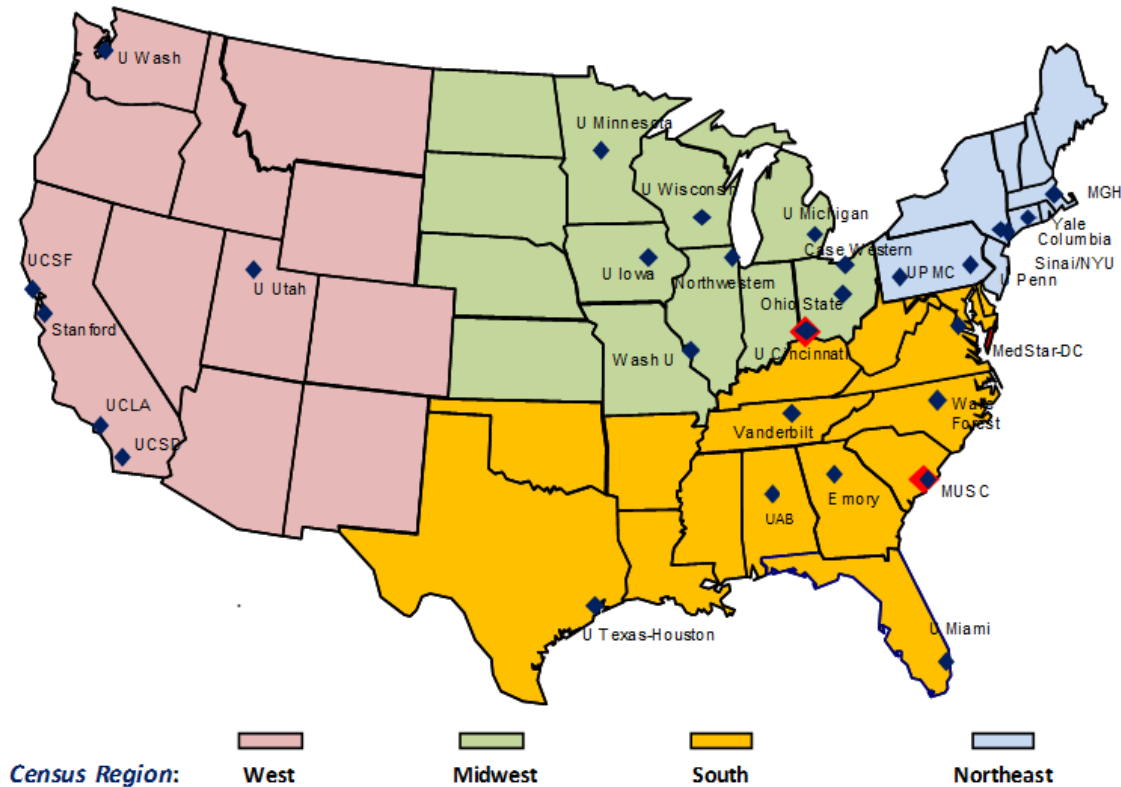 U Wash
U Minnesota
U Wisconsin
MGH
U Michigan
Yale
Case Western
Columbia
UCSF
U Utah
U Iowa
Northwestern
UPMC
Sinai/NYU
U Penn
Ohio State
Stanford
Wash U
U Cincinnati
MedStar-DC
UCLA
Wake
Forest
UCSD
Vanderbilt
Emory
MUSC
UAB
U Texas-Houston
U Miami
Census Region:
West
Midwest
South
Northeast